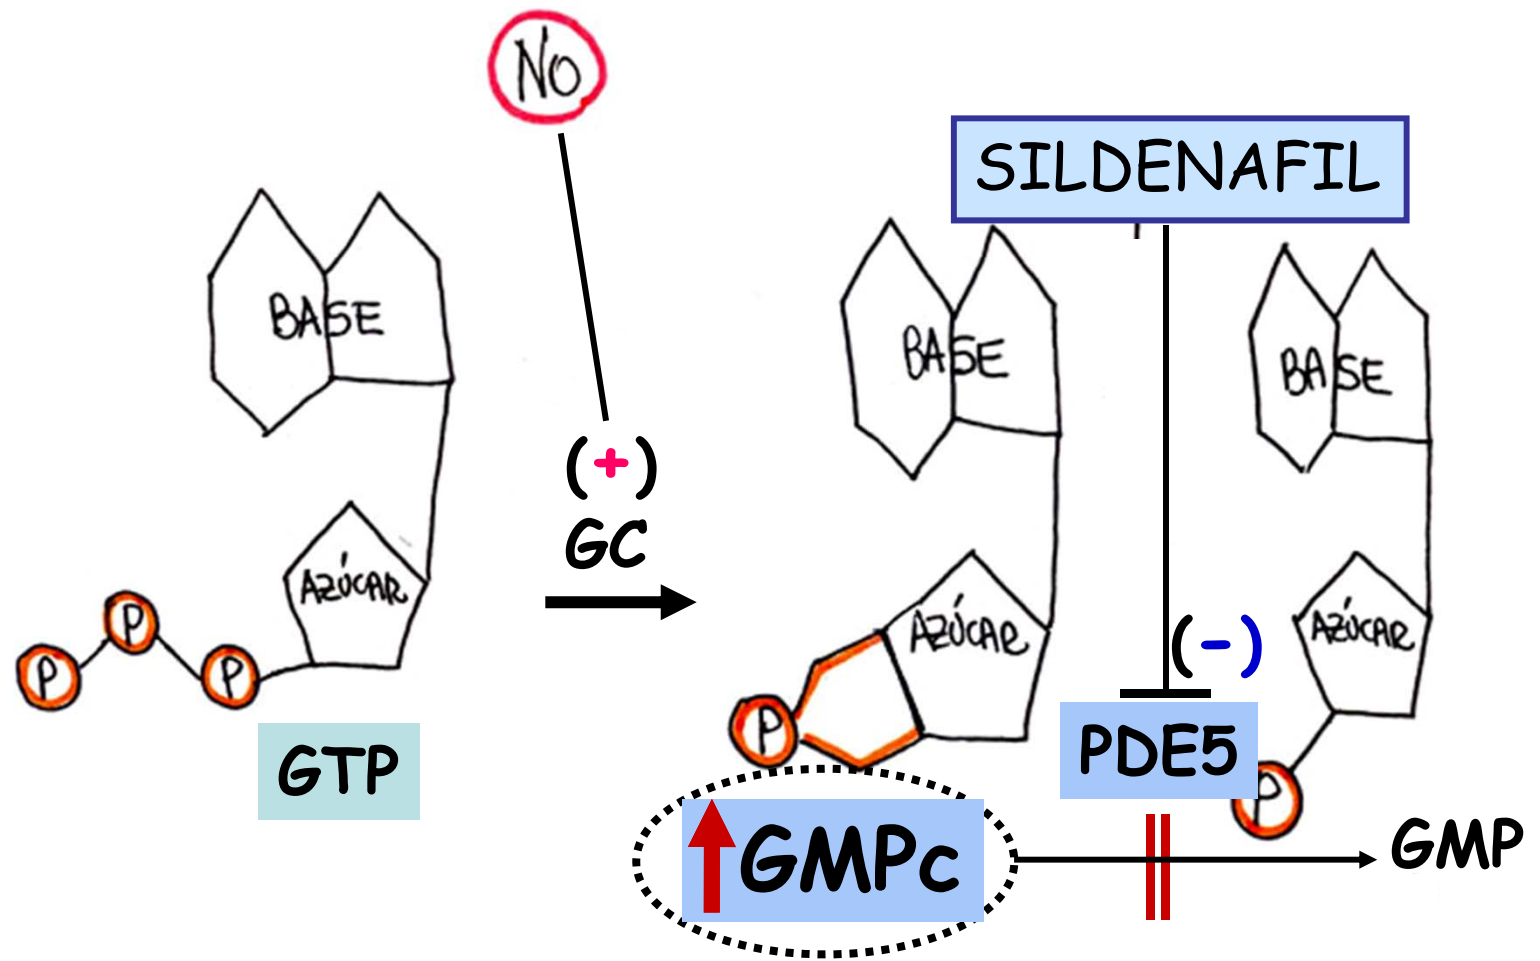 NO
SILDENAFIL
BASE
BASE
BASE
(+)
GC
AZÚCAR
AZÚCAR
AZÚCAR
(-)
P
P
P
P
P
GTP
PDE5
GMPc
GMP